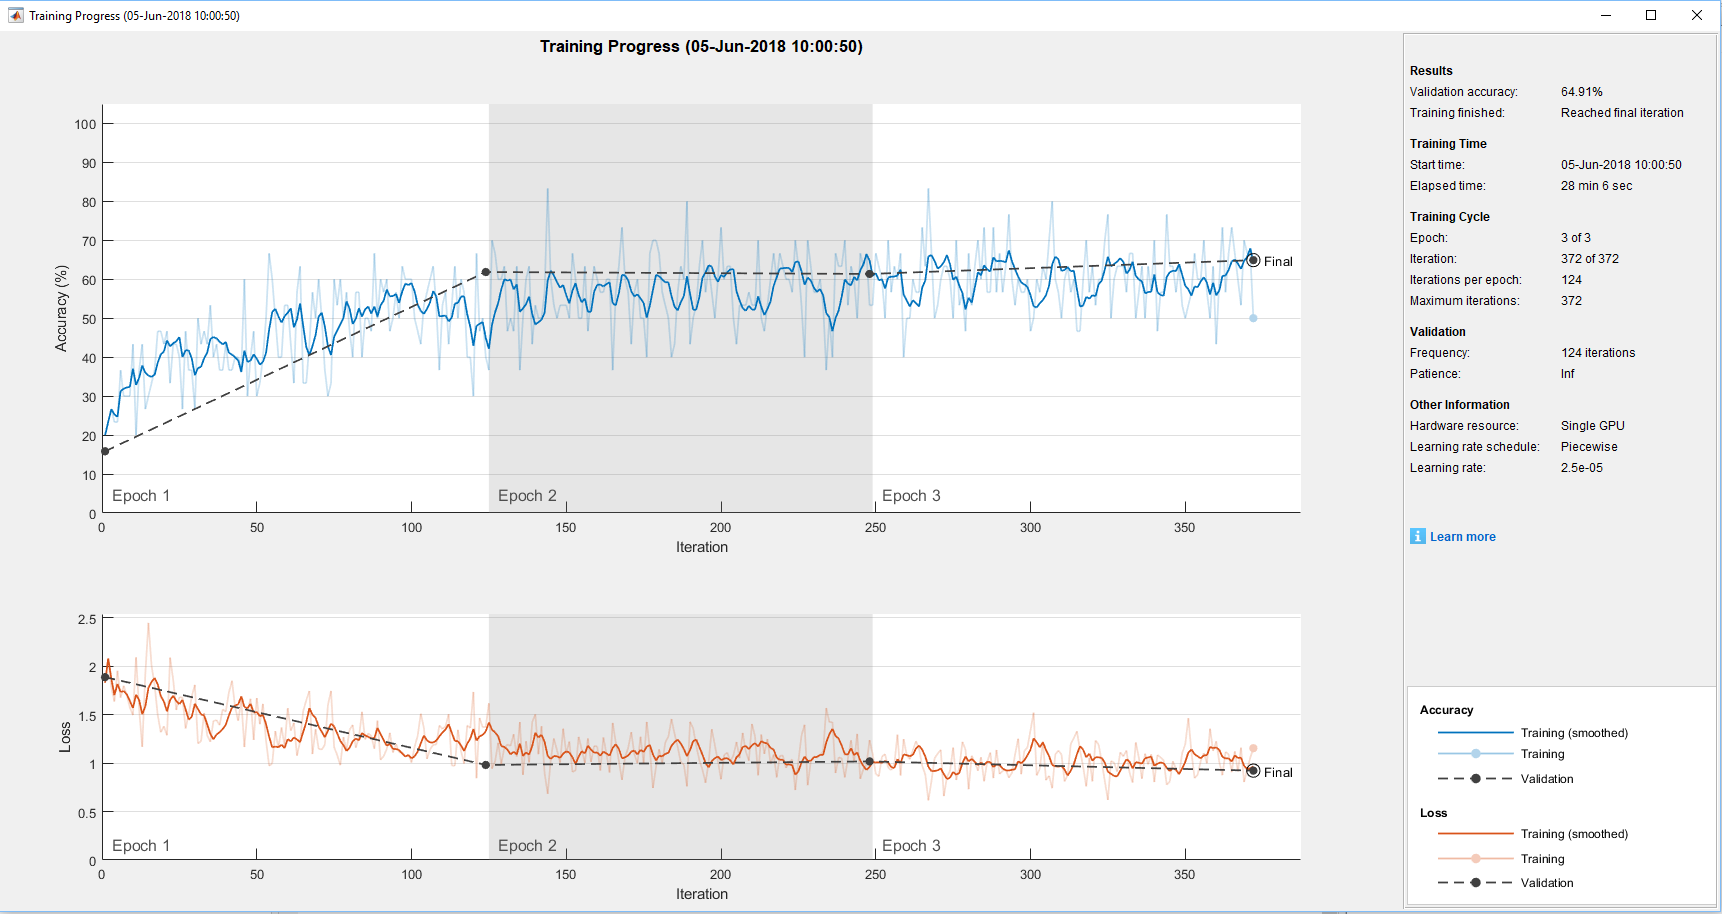 Training Progress (05-Jun-2018 10:00:50)
Training Progress (05-Jun-2018 10:00:50)
Accuracy (%)
100
90
80
70
60
50
40
30
20
10
0
Final
Epoch 1
Epoch 2
Epoch 3
0 50 100 150 200 250 300 350
Iteration
Loss
2.5
2
1.5
1
0.5
0
Final
Epoch 1
Epoch 2
Epoch 3
0 50 100 150 200 250 300 350
Iteration
Results
Validation accuracy: 64.91%
Training finished: Reached final iteration
Training Time
Start time: 05-Jun-2018 10:00:50
Elapsed time: 28 min 6 sec
Training Cycle
Epoch: 3 of 3
Iteration: 372 of 372
Iterations per epoch: 124
Maximum iterations: 372
Validation
Frequency: 124 iterations
Patience: Inf
Other Information
Hardware resource: Single GPU
Learning rate schedule: Piecewise
Learning rate: 2.5e-05
i Learn more
Accuracy
Training (smoothed)
Training
Validation
Loss
Training (smoothed)
Training
Validation